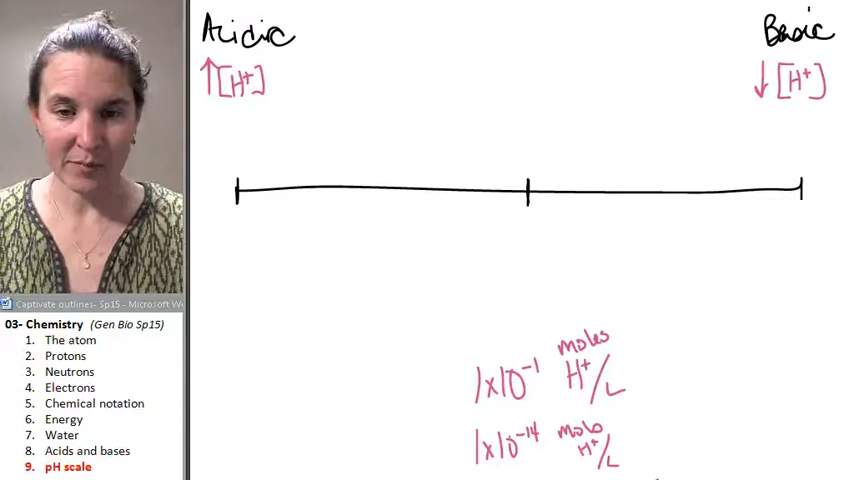 Acidic
Basic
↑[H+]
↓[H+]
1x10⁻¹ moles H+/L
1x10⁻¹⁴ mols H+/L
Captivate outlines- Sp15 - Microsoft W
03- Chemistry (Gen Bio Sp15)
1. The atom
2. Protons
3. Neutrons
4. Electrons
5. Chemical notation
6. Energy
7. Water
8. Acids and bases
9. pH scale